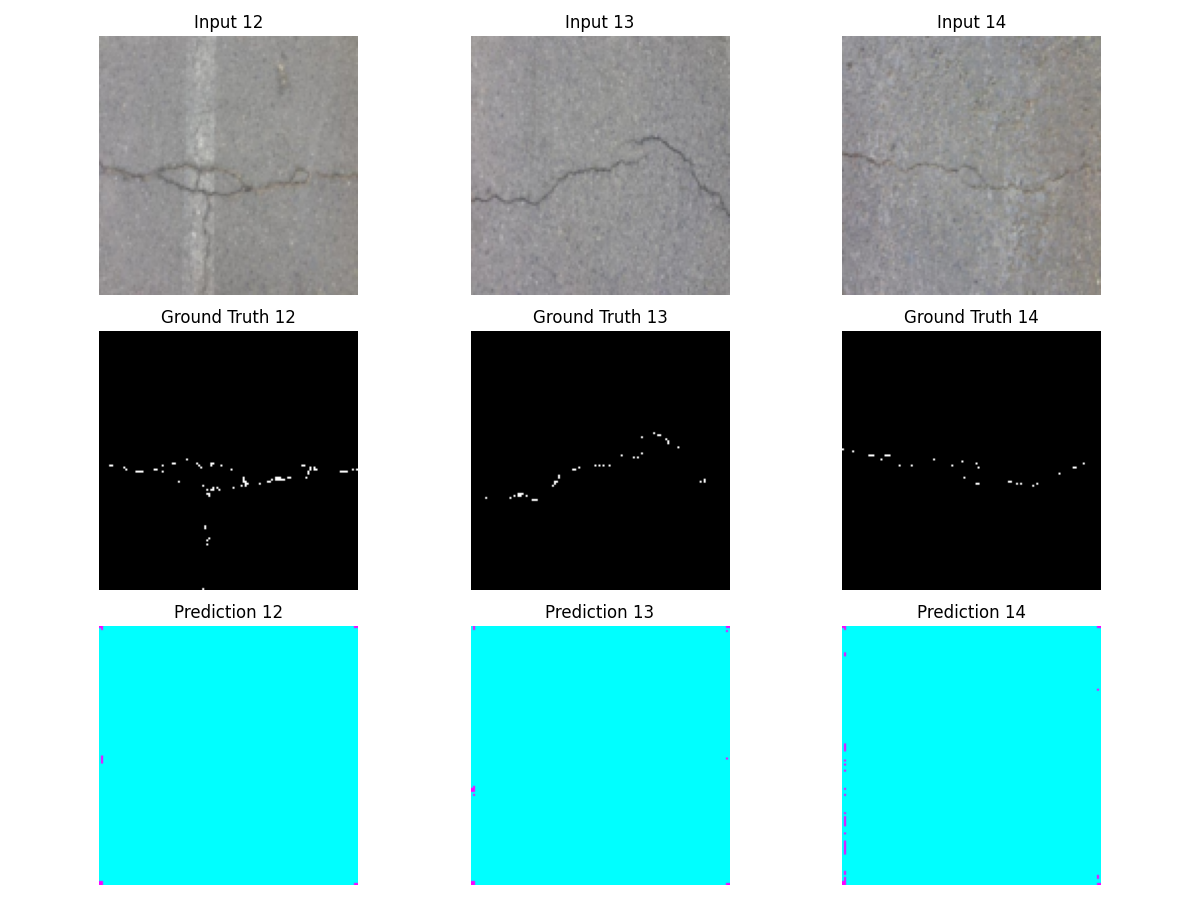 Input 12
Input 13
Input 14
Ground Truth 12
Ground Truth 13
Ground Truth 14
Prediction 12
Prediction 13
Prediction 14